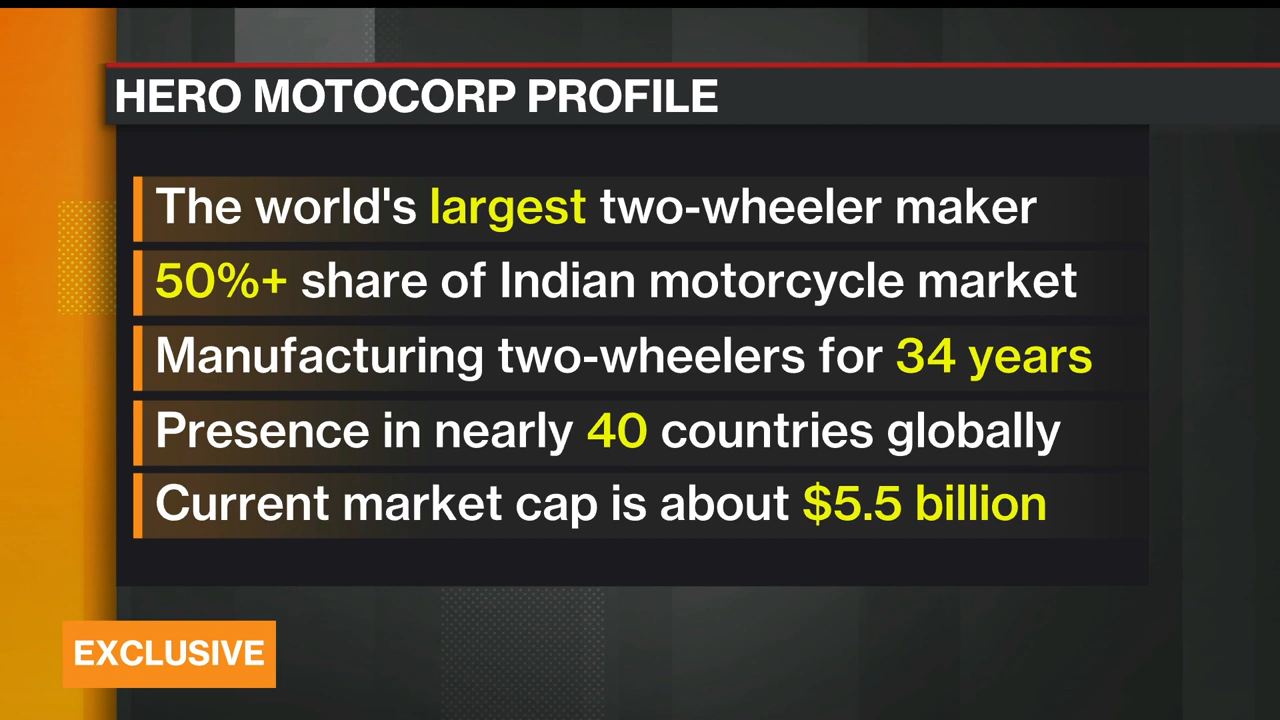 HERO MOTOCORP PROFILE
The world's largest two-wheeler maker
50%+ share of Indian motorcycle market
Manufacturing two-wheelers for 34 years
Presence in nearly 40 countries globally
Current market cap is about $5.5 billion
EXCLUSIVE